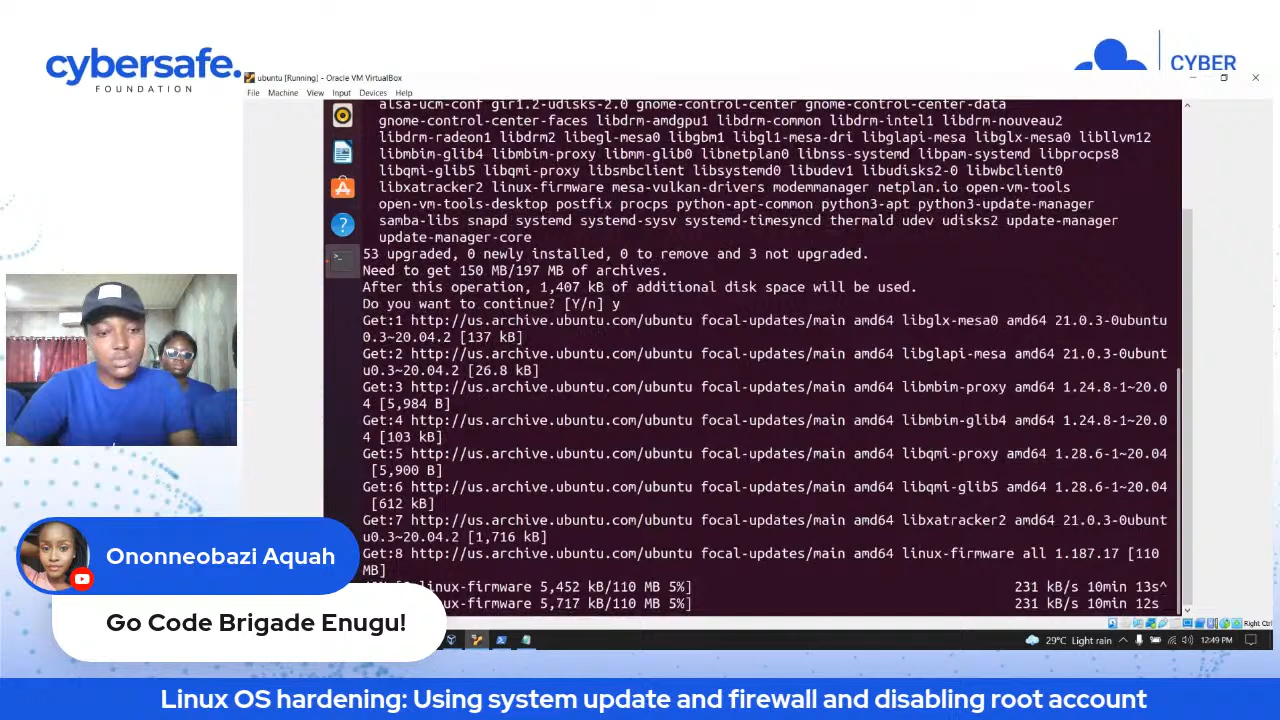 cybersafe.
FOUNDATION
CYBER
ubuntu [Running] - Oracle VM VirtualBox
File Machine View Input Devices Help
alsa-ucm-conf gir1.2-udisks-2.0 gnome-control-center gnome-control-center-data
gnome-control-center-faces libdrm-amdgpu1 libdrm-common libdrm-intel1 libdrm-nouveau2
libdrm-radeon1 libdrm2 libegl-mesa0 libgbm1 libgl1-mesa-dri libglapi-mesa libglx-mesa0 libllvm12
libmbim-glib4 libmbim-proxy libmm-glib0 libnetplan0 libnss-systemd libpam-systemd libprocps8
libqmi-glib5 libqmi-proxy libsmbclient libsystemd0 libudev1 libudisks2-0 libwbclient0
libxatracker2 linux-firmware mesa-vulkan-drivers modemmanager netplan.io open-vm-tools
open-vm-tools-desktop postfix procps python-apt-common python3-apt python3-update-manager
samba-libs snapd systemd systemd-sysv systemd-timesyncd thermald udev udisks2 update-manager
update-manager-core
53 upgraded, 0 newly installed, 0 to remove and 3 not upgraded.
Need to get 150 MB/197 MB of archives.
After this operation, 1,407 kB of additional disk space will be used.
Do you want to continue? [Y/n] y
Get:1 http://us.archive.ubuntu.com/ubuntu focal-updates/main amd64 libglx-mesa0 amd64 21.0.3-0ubuntu
0.3~20.04.2 [137 kB]
Get:2 http://us.archive.ubuntu.com/ubuntu focal-updates/main amd64 libglapi-mesa amd64 21.0.3-0ubunt
u0.3~20.04.2 [26.8 kB]
Get:3 http://us.archive.ubuntu.com/ubuntu focal-updates/main amd64 libmbim-proxy amd64 1.24.8-1~20.0
4 [5,984 B]
Get:4 http://us.archive.ubuntu.com/ubuntu focal-updates/main amd64 libmbim-glib4 amd64 1.24.8-1~20.0
4 [103 kB]
Get:5 http://us.archive.ubuntu.com/ubuntu focal-updates/main amd64 libqmi-proxy amd64 1.28.6-1~20.04
[5,900 B]
Get:6 http://us.archive.ubuntu.com/ubuntu focal-updates/main amd64 libqmi-glib5 amd64 1.28.6-1~20.04
[612 kB]
Get:7 http://us.archive.ubuntu.com/ubuntu focal-updates/main amd64 libxatracker2 amd64 21.0.3-0ubunt
u0.3~20.04.2 [1,716 kB]
Get:8 http://us.archive.ubuntu.com/ubuntu focal-updates/main amd64 linux-firmware all 1.187.17 [110
MB]
linux-firmware 5,452 kB/110 MB 5%] 231 kB/s 10min 13s^
ux-firmware 5,717 kB/110 MB 5%] 231 kB/s 10min 12s
Right Ctrl
29°C Light rain 12:49 PM
Ononneobazi Aquah
Go Code Brigade Enugu!
Linux OS hardening: Using system update and firewall and disabling root account